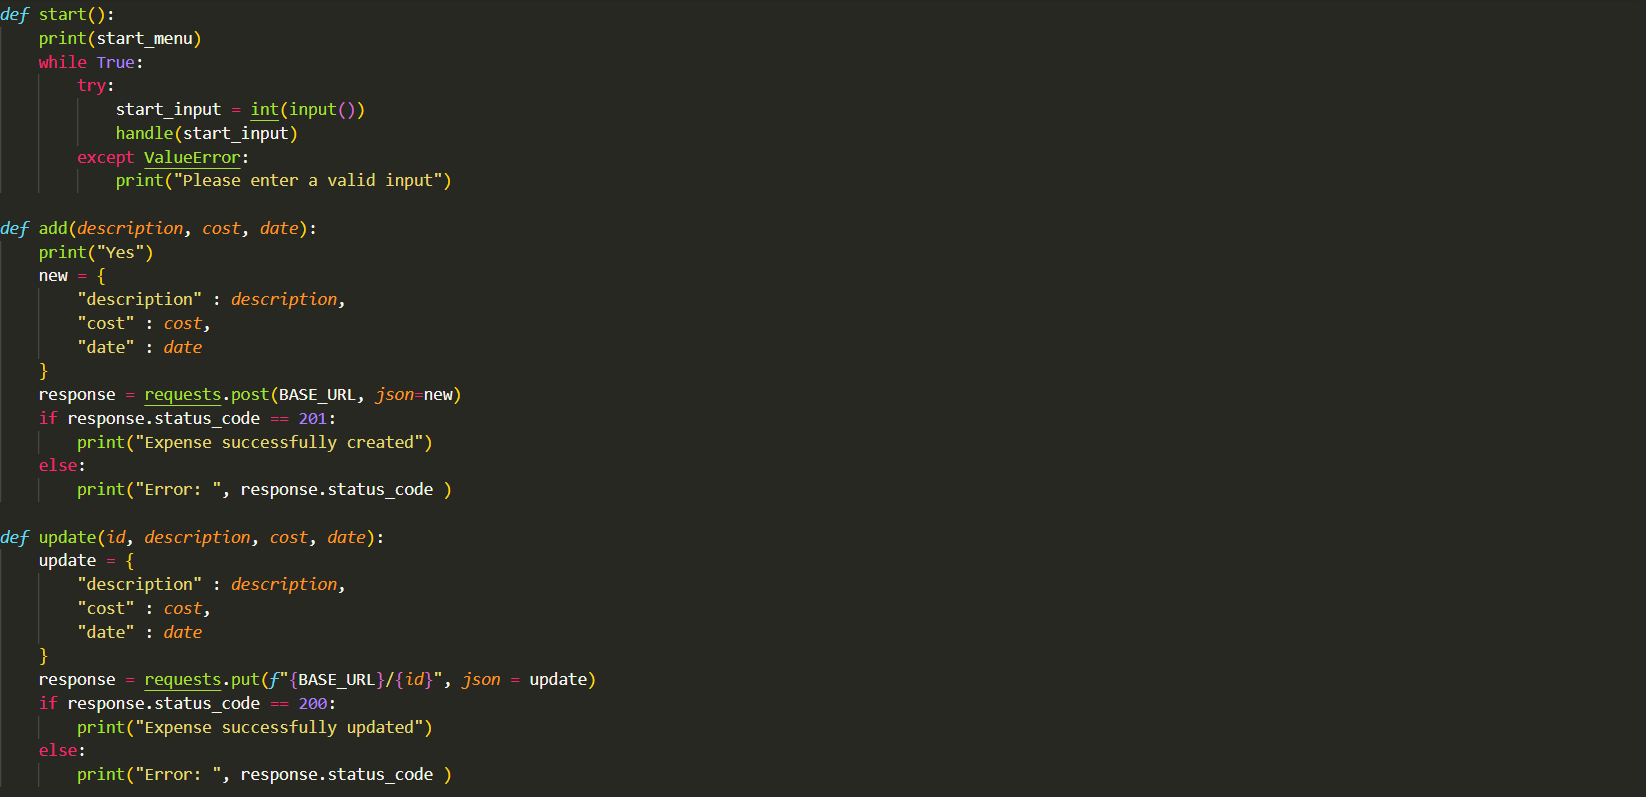 def start():
    print(start_menu)
    while True:
        try:
            start_input = int(input())
            handle(start_input)
        except ValueError:
            print("Please enter a valid input")

def add(description, cost, date):
    print("Yes")
    new = {
        "description" : description,
        "cost" : cost,
        "date" : date
    }
    response = requests.post(BASE_URL, json=new)
    if response.status_code == 201:
        print("Expense successfully created")
    else:
        print("Error: ", response.status_code )

def update(id, description, cost, date):
    update = {
        "description" : description,
        "cost" : cost,
        "date" : date
    }
    response = requests.put(f"{BASE_URL}/{id}", json = update)
    if response.status_code == 200:
        print("Expense successfully updated")
    else:
        print("Error: ", response.status_code )